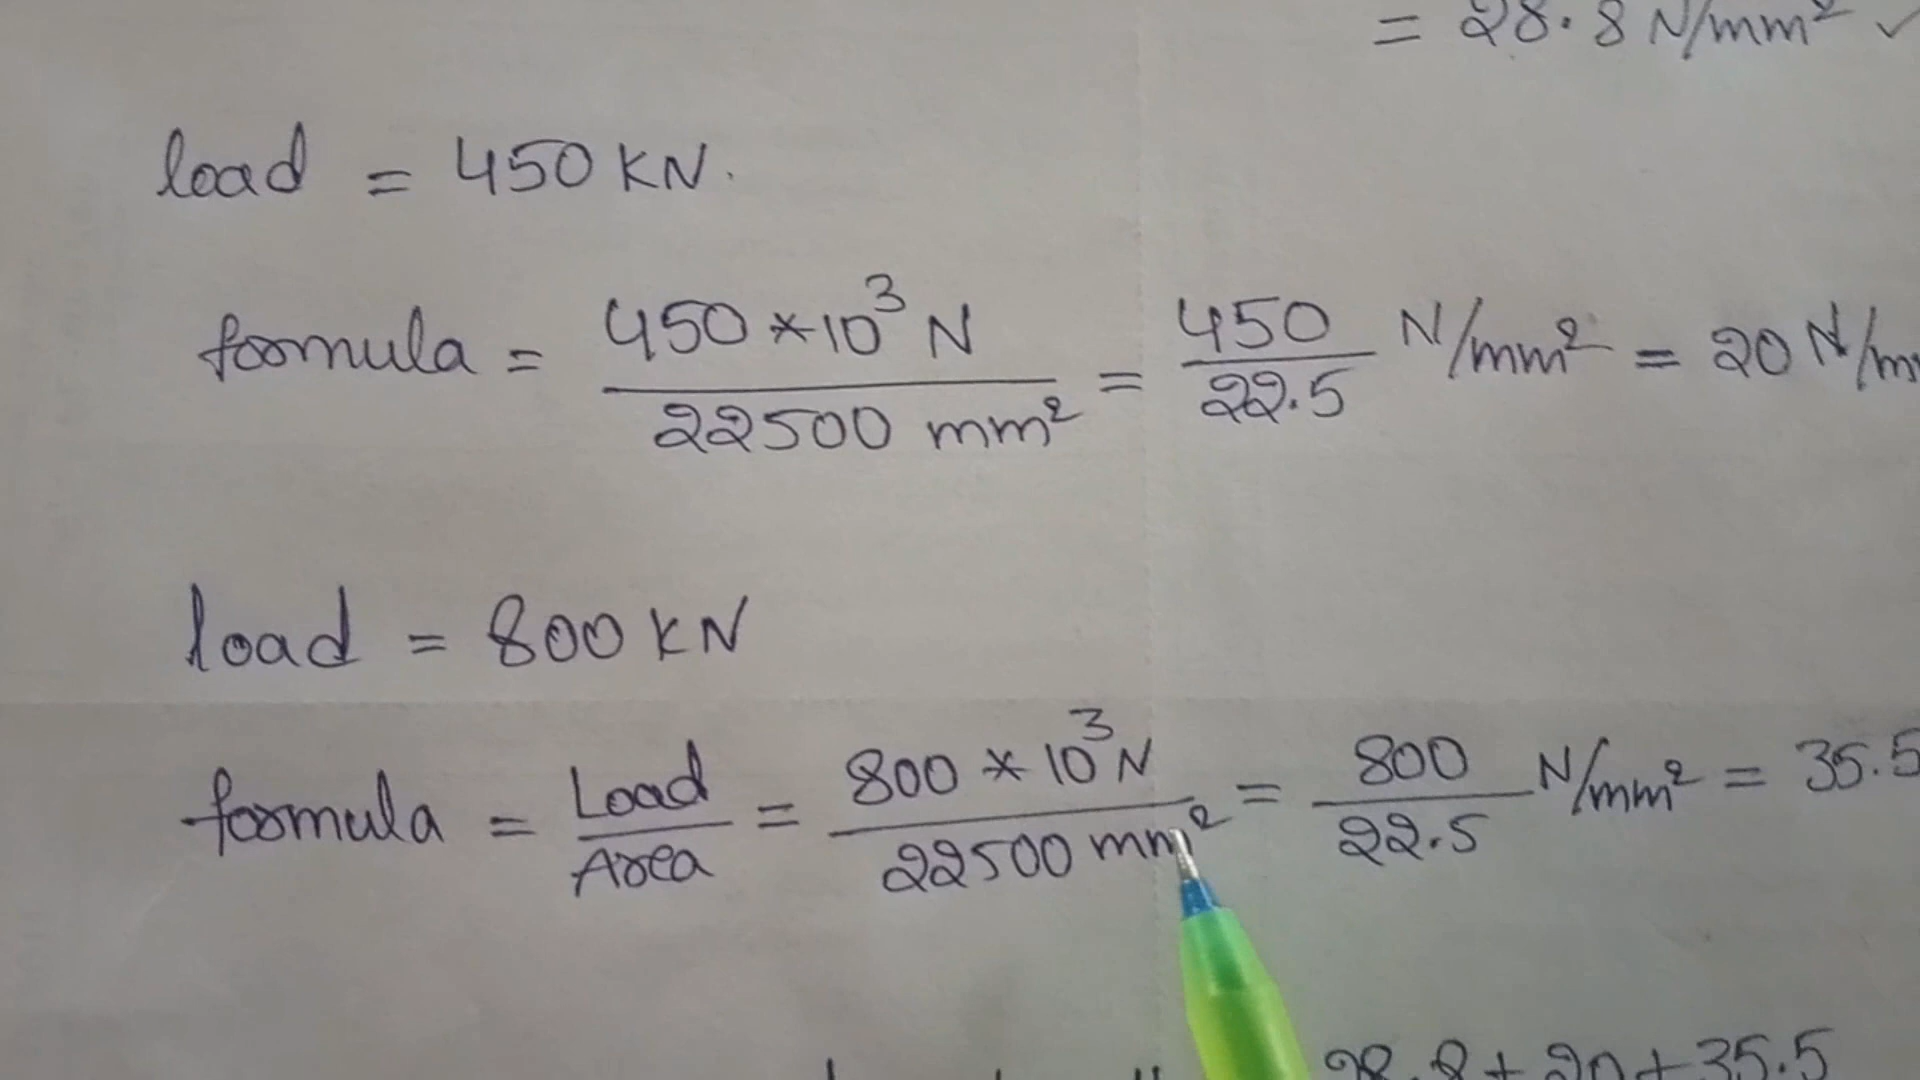 = 28.8 N/mm² ✓
load = 450 KN.
formula = 450 * 10³ N / 22500 mm² = 450 / 22.5 N/mm² = 20 N/m
load = 800 KN
formula = Load / Area = 800 * 10³ N / 22500 mm² = 800 / 22.5 N/mm² = 35.5
28.8 + 20 + 35.5